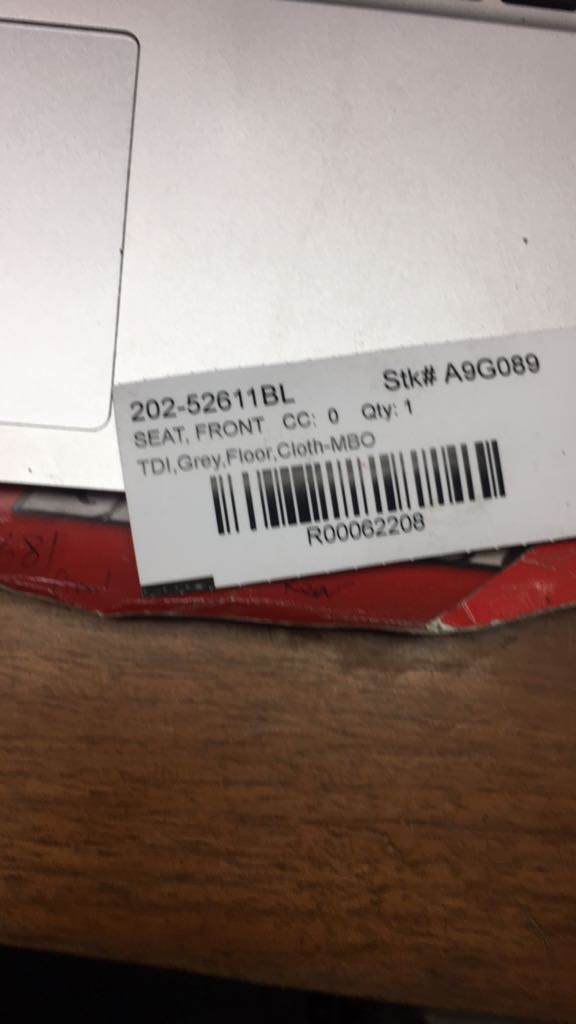 202-52611BL Stk# A9G089
SEAT, FRONT CC: 0 Qty: 1
TDI,Grey,Floor,Cloth-MBO
R00062208